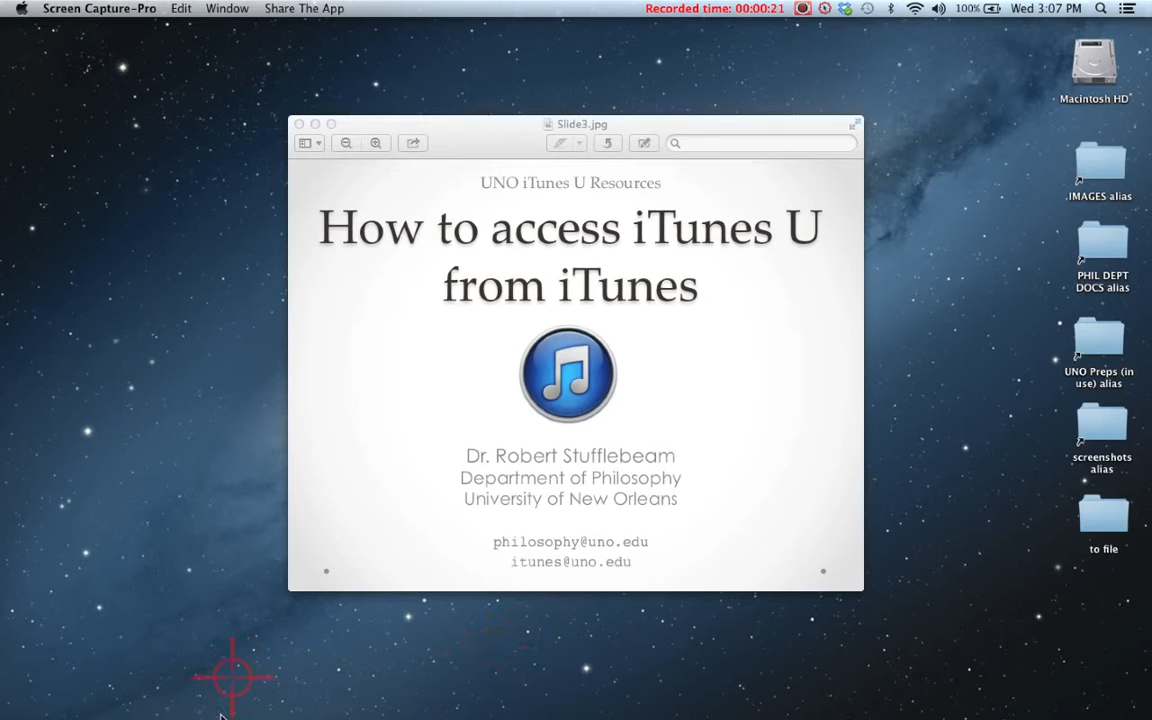 Screen Capture-Pro Edit Window Share The App Recorded time: 00:00:21 100% Wed 3:07 PM
Macintosh HD
Slide3.jpg
IMAGES alias
UNO iTunes U Resources
How to access iTunes U
from iTunes
PHIL DEPT
DOCS alias
UNO Preps (in
use) alias
Dr. Robert Stufflebeam
Department of Philosophy
University of New Orleans
screenshots
alias
philosophy@uno.edu
itunes@uno.edu
to file